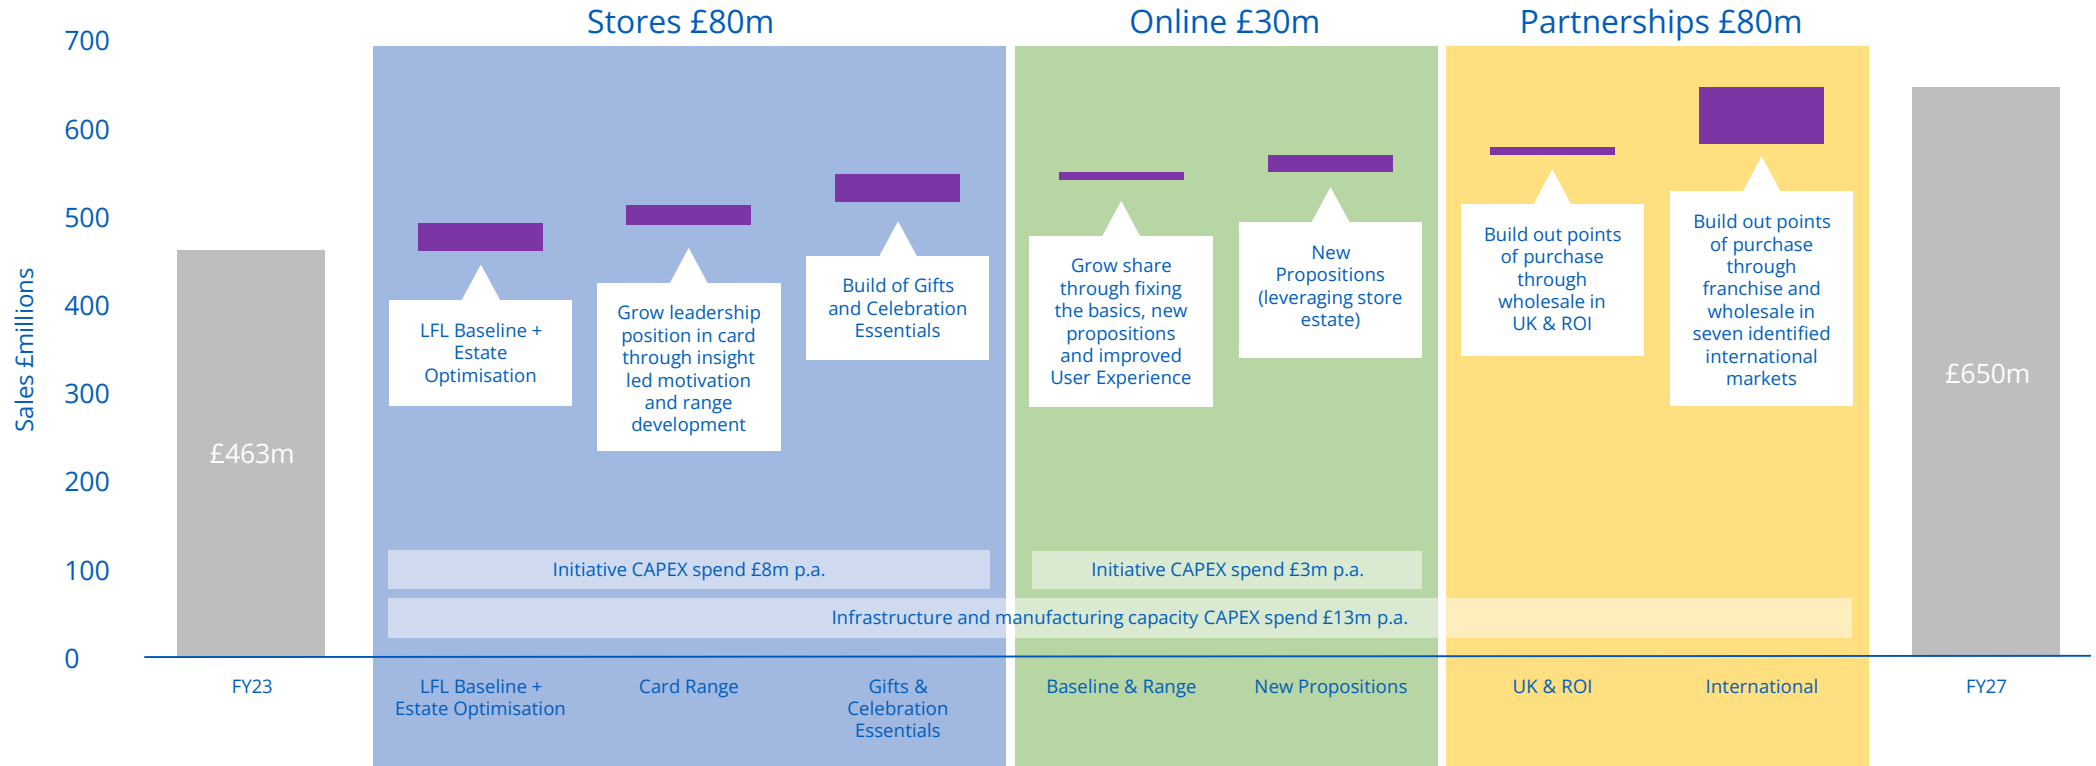 Stores £80m
Online £30m
Partnerships £80m
Sales £millions
700
600
500
400
300
200
100
0
£463m
LFL Baseline +
Estate
Optimisation
Grow leadership
position in card
through insight
led motivation
and range
development
Build of Gifts
and Celebration
Essentials
Grow share
through fixing
the basics, new
propositions
and improved
User Experience
New
Propositions
(leveraging store
estate)
Build out points
of purchase
through
wholesale in
UK & ROI
Build out points
of purchase
through
franchise and
wholesale in
seven identified
international
markets
£650m
Initiative CAPEX spend £8m p.a.
Initiative CAPEX spend £3m p.a.
Infrastructure and manufacturing capacity CAPEX spend £13m p.a.
FY23
LFL Baseline +
Estate Optimisation
Card Range
Gifts &
Celebration
Essentials
Baseline & Range
New Propositions
UK & ROI
International
FY27